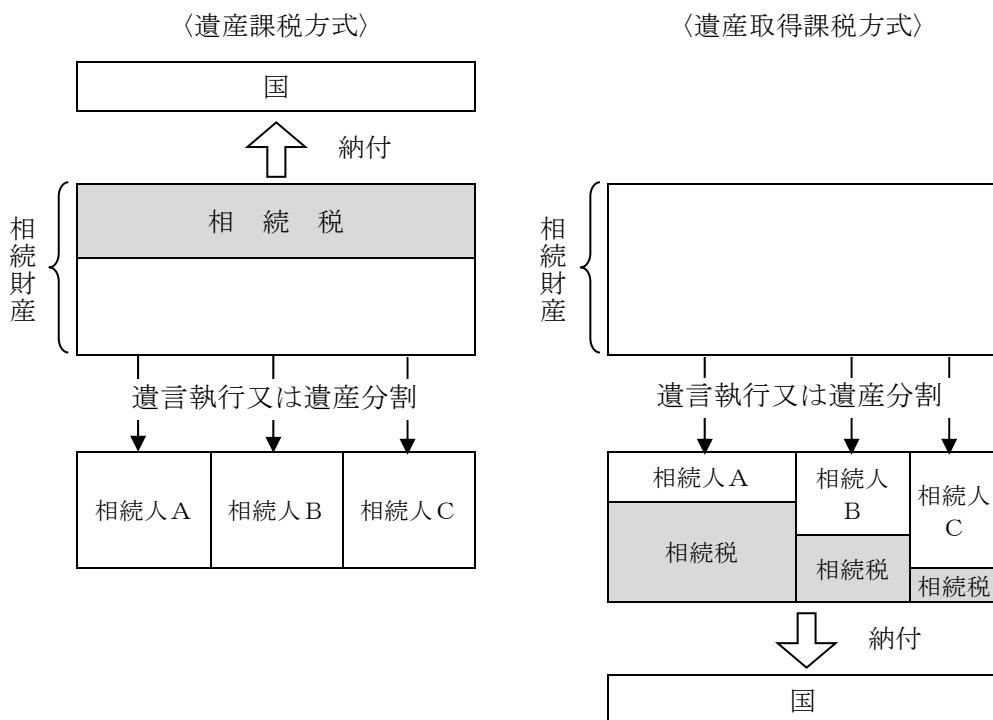 〈遺産課税方式〉
国
納付
相続財産
相 続 税
遺言執行又は遺産分割
相続人A
相続人B
相続人C
〈遺産取得課税方式〉
相続財産
遺言執行又は遺産分割
相続人A
相続税
相続人
B
相続税
相続人
C
相続税
納付
国